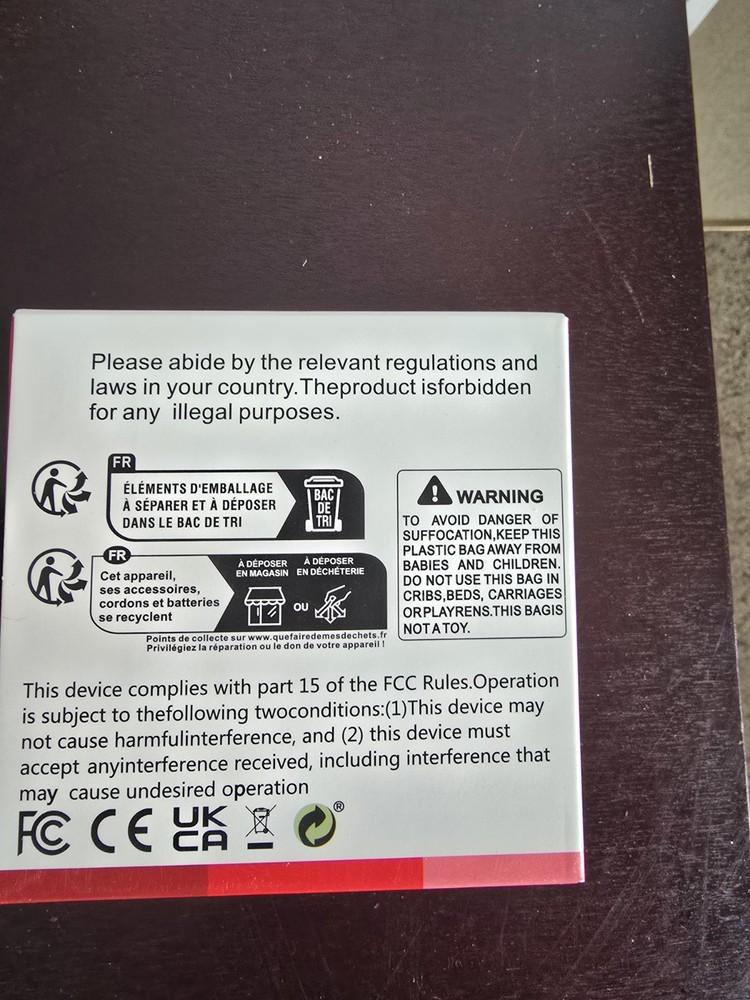 Please abide by the relevant regulations and
laws in your country.Theproduct isforbidden
for any illegal purposes.
FR
ÉLÉMENTS D'EMBALLAGE
À SÉPARER ET À DÉPOSER
DANS LE BAC DE TRI
BAC
DE
TRI
FR
Cet appareil,
ses accessoires,
cordons et batteries
se recyclent
À DÉPOSER
EN MAGASIN
OU
À DÉPOSER
EN DÉCHÈTERIE
Points de collecte sur www.quefairedemesdechets.fr
Privilégiez la réparation ou le don de votre appareil !
WARNING
TO AVOID DANGER OF
SUFFOCATION,KEEP THIS
PLASTIC BAG AWAY FROM
BABIES AND CHILDREN.
DO NOT USE THIS BAG IN
CRIBS,BEDS, CARRIAGES
ORPLAYRENS.THIS BAGIS
NOTATOY.
This device complies with part 15 of the FCC Rules.Operation
is subject to thefollowing twoconditions:(1)This device may
not cause harmfulinterference, and (2) this device must
accept anyinterference received, including interference that
may cause undesired operation
FC CE UK
CA
®